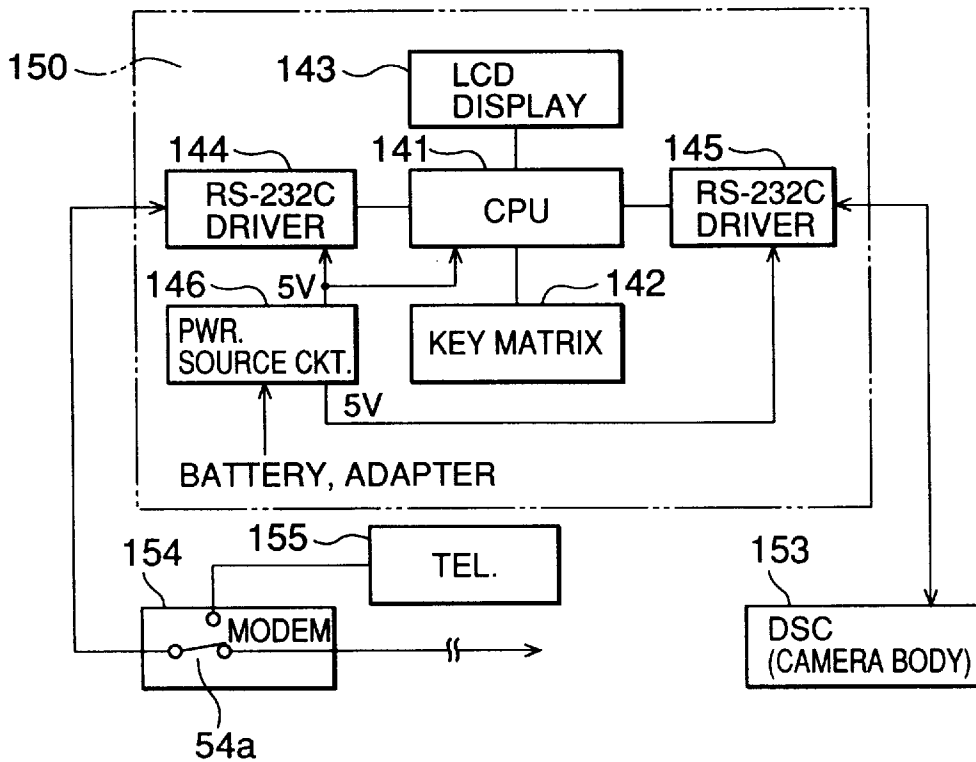 150
143
LCD
DISPLAY
144
141
145
RS-232C
DRIVER
CPU
RS-232C
DRIVER
146
5V
142
PWR.
SOURCE CKT.
KEY MATRIX
5V
BATTERY, ADAPTER
155
154
TEL.
153
MODEM
DSC
(CAMERA BODY)
54a